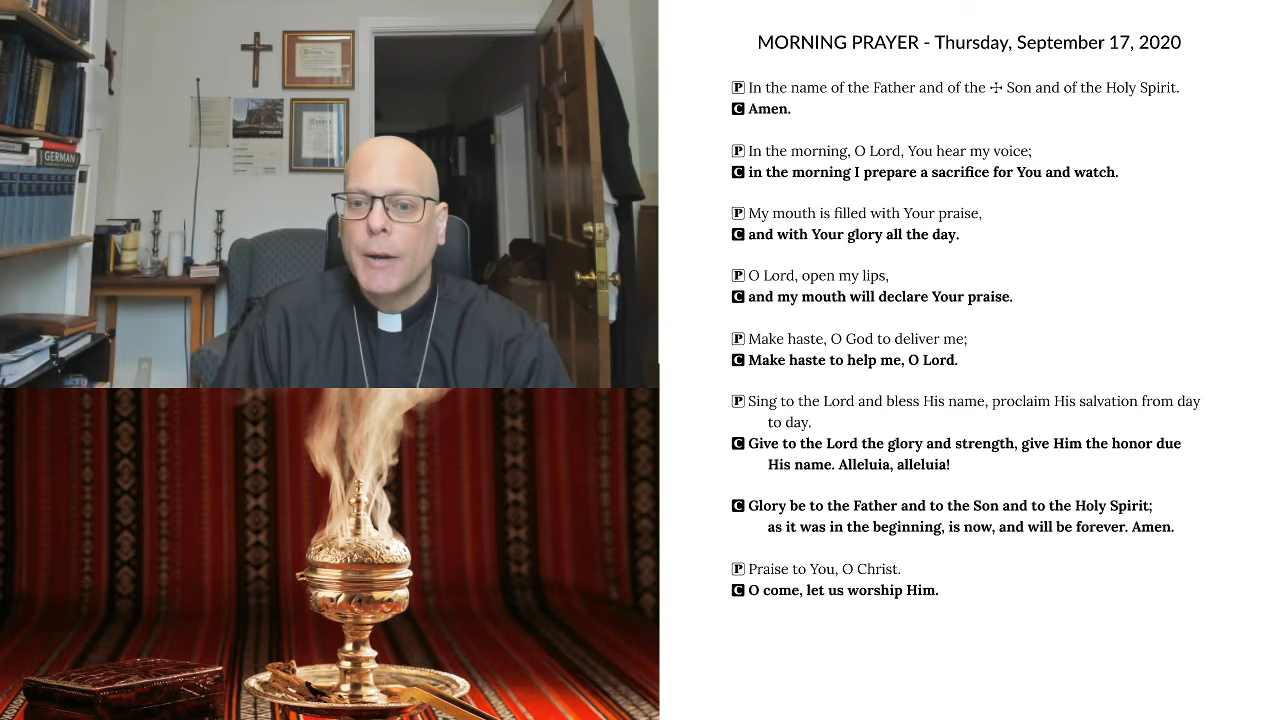 GERMAN
SEPTEMBER
MORNING PRAYER - Thursday, September 17, 2020
P In the name of the Father and of the ☩ Son and of the Holy Spirit.
C Amen.
P In the morning, O Lord, You hear my voice;
C in the morning I prepare a sacrifice for You and watch.
P My mouth is filled with Your praise,
C and with Your glory all the day.
P O Lord, open my lips,
C and my mouth will declare Your praise.
P Make haste, O God to deliver me;
C Make haste to help me, O Lord.
P Sing to the Lord and bless His name, proclaim His salvation from day
to day.
C Give to the Lord the glory and strength, give Him the honor due
His name. Alleluia, alleluia!
C Glory be to the Father and to the Son and to the Holy Spirit;
as it was in the beginning, is now, and will be forever. Amen.
P Praise to You, O Christ.
C O come, let us worship Him.